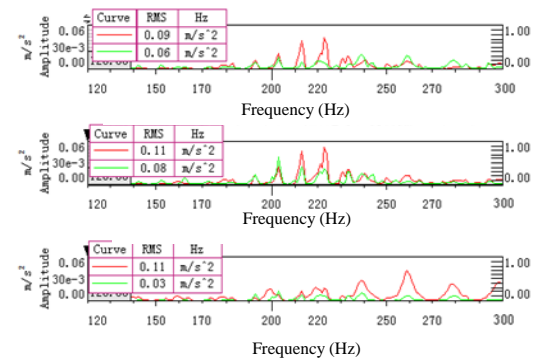 Curve RMS Hz
0.09 m/s^2
0.06 m/s^2
m/s²
Amplitude
0.06
30e-3
0.00
1.00
0.00
120 150 170 200 220 250 270 300
Frequency (Hz)
Curve RMS Hz
0.11 m/s^2
0.08 m/s^2
m/s²
Amplitude
0.06
30e-3
0.00
1.00
0.00
120 150 170 200 220 250 270 300
Frequency (Hz)
Curve RMS Hz
0.11 m/s^2
0.03 m/s^2
m/s²
Amplitude
0.06
30e-3
0.00
1.00
0.00
120 150 170 200 220 250 270 300
Frequency (Hz)